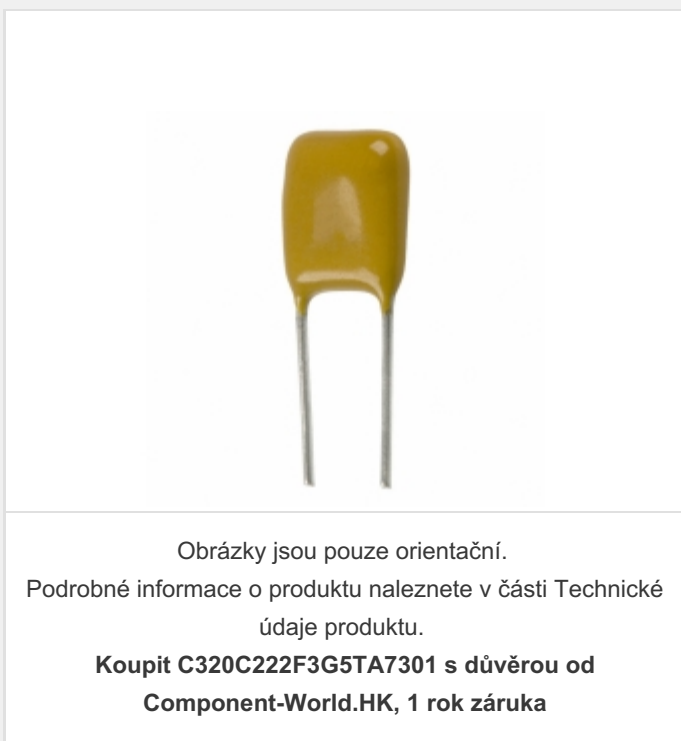 Obrázky jsou pouze orientační.
Podrobné informace o produktu naleznete v části Technické
údaje produktu.
Koupit C320C222F3G5TA7301 s důvěrou od
Component-World.HK, 1 rok záruka